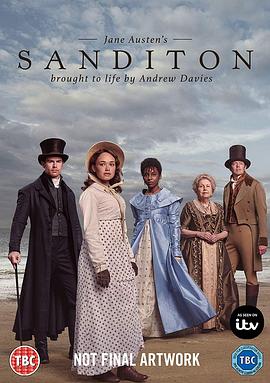 Jane Austen's
SANDITON
brought to life by Andrew Davies
AS SEEN ON
itv
TBC
NOT FINAL ARTWORK
TBC